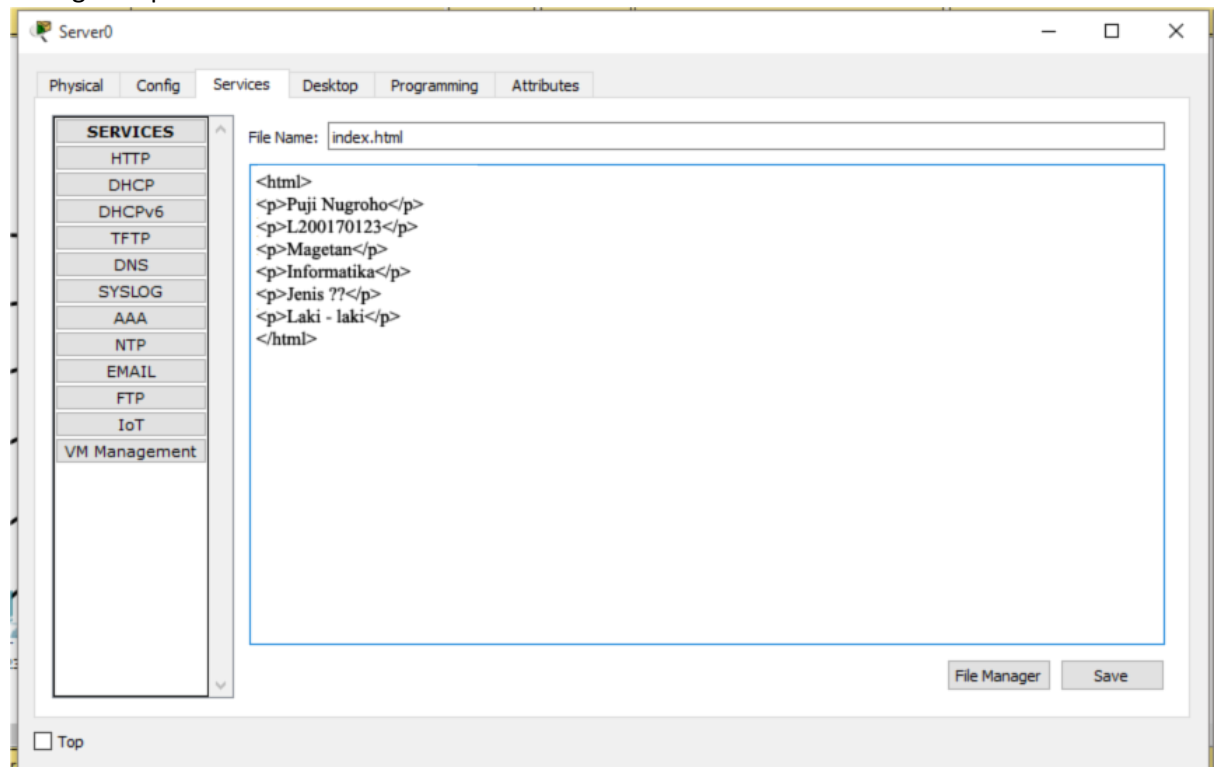 Server0
Physical Config Services Desktop Programming Attributes
SERVICES
HTTP
DHCP
DHCPv6
TFTP
DNS
SYSLOG
AAA
NTP
EMAIL
FTP
IoT
VM Management
File Name: index.html
<html>
<p>Puji Nugroho</p>
<p>L200170123</p>
<p>Magetan</p>
<p>Informatika</p>
<p>Jenis ??</p>
<p>Laki - laki</p>
</html>
File Manager Save
Top